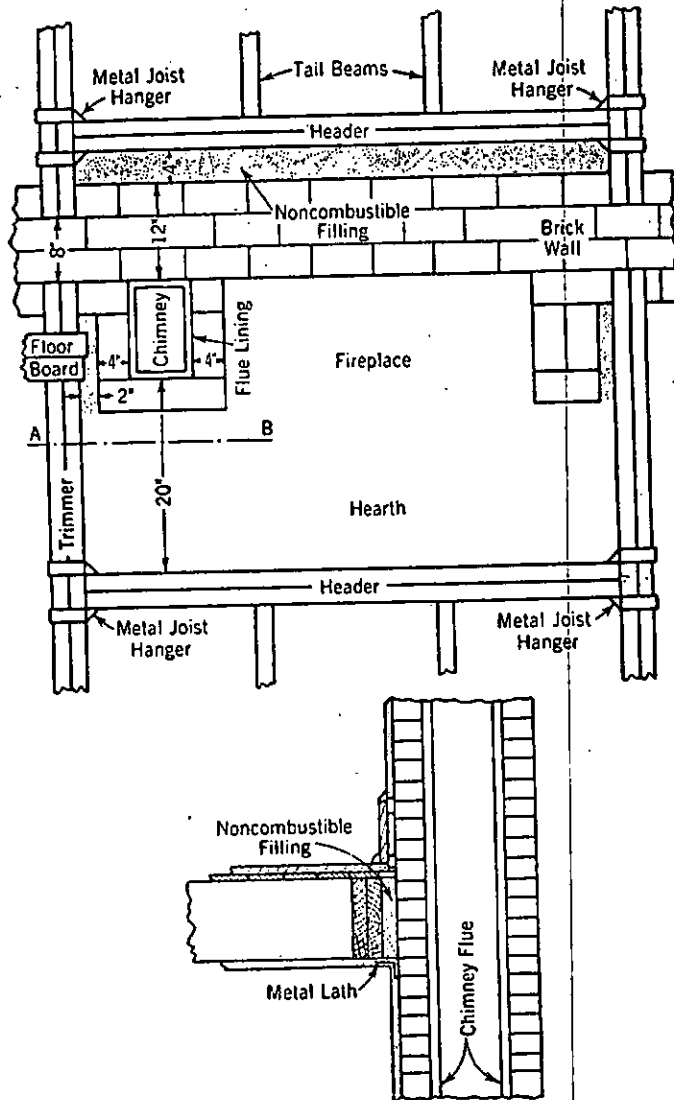 Metal Joist
Hanger
Tail Beams
Metal Joist
Hanger
Header
4"
Noncombustible
Filling
8"
12"
Brick
Wall
Floor
Board
4"
Chimney
4"
Flue Lining
Fireplace
2"
A
B
Trimmer
20"
Hearth
Header
Metal Joist
Hanger
Metal Joist
Hanger
Noncombustible
Filling
Metal Lath
Chimney Flue